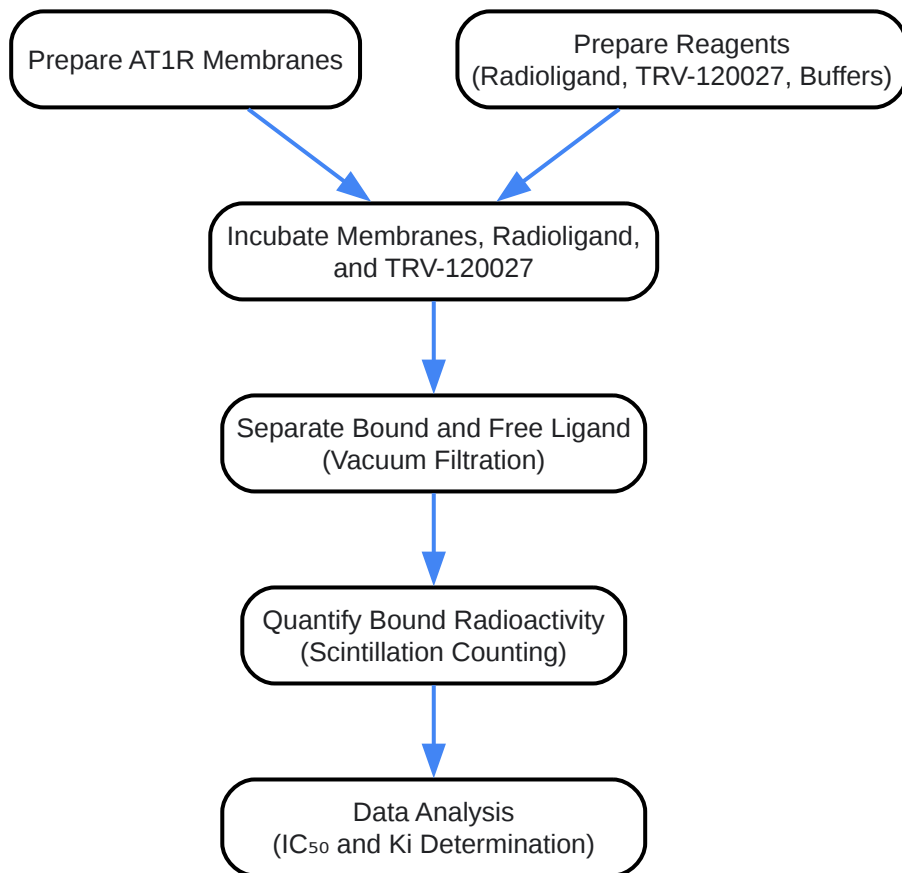 Prepare AT1R Membranes
Prepare Reagents
(Radioligand, TRV-120027, Buffers)
Incubate Membranes, Radioligand,
and TRV-120027
Separate Bound and Free Ligand
(Vacuum Filtration)
Quantify Bound Radioactivity
(Scintillation Counting)
Data Analysis
(IC₅₀ and Ki Determination)